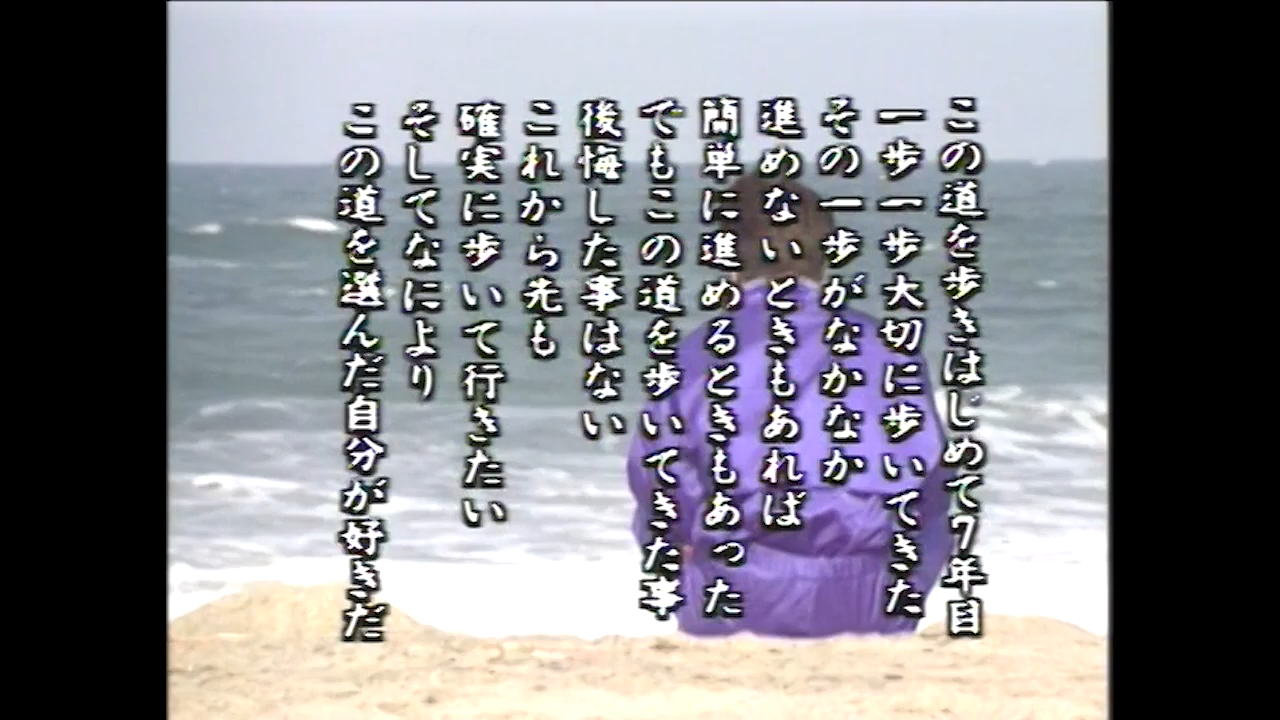 この道を歩きはじめて7年目
一歩一歩大切に歩いてきた
その一歩がなかなか
進めないときもあれば
簡単に進めるときもあった
でもこの道を歩いてきた事
後悔した事はない
これから先も
確実に歩いて行きたい
そしてなにより
この道を選んだ自分が好きだ